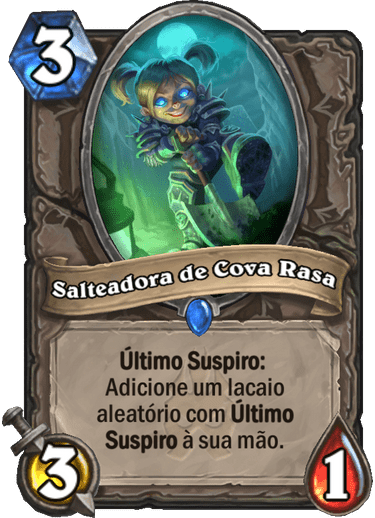 3
Salteadora de Cova Rasa
Último Suspiro:
Adicione um lacaio
aleatório com Último
Suspiro à sua mão.
3
1